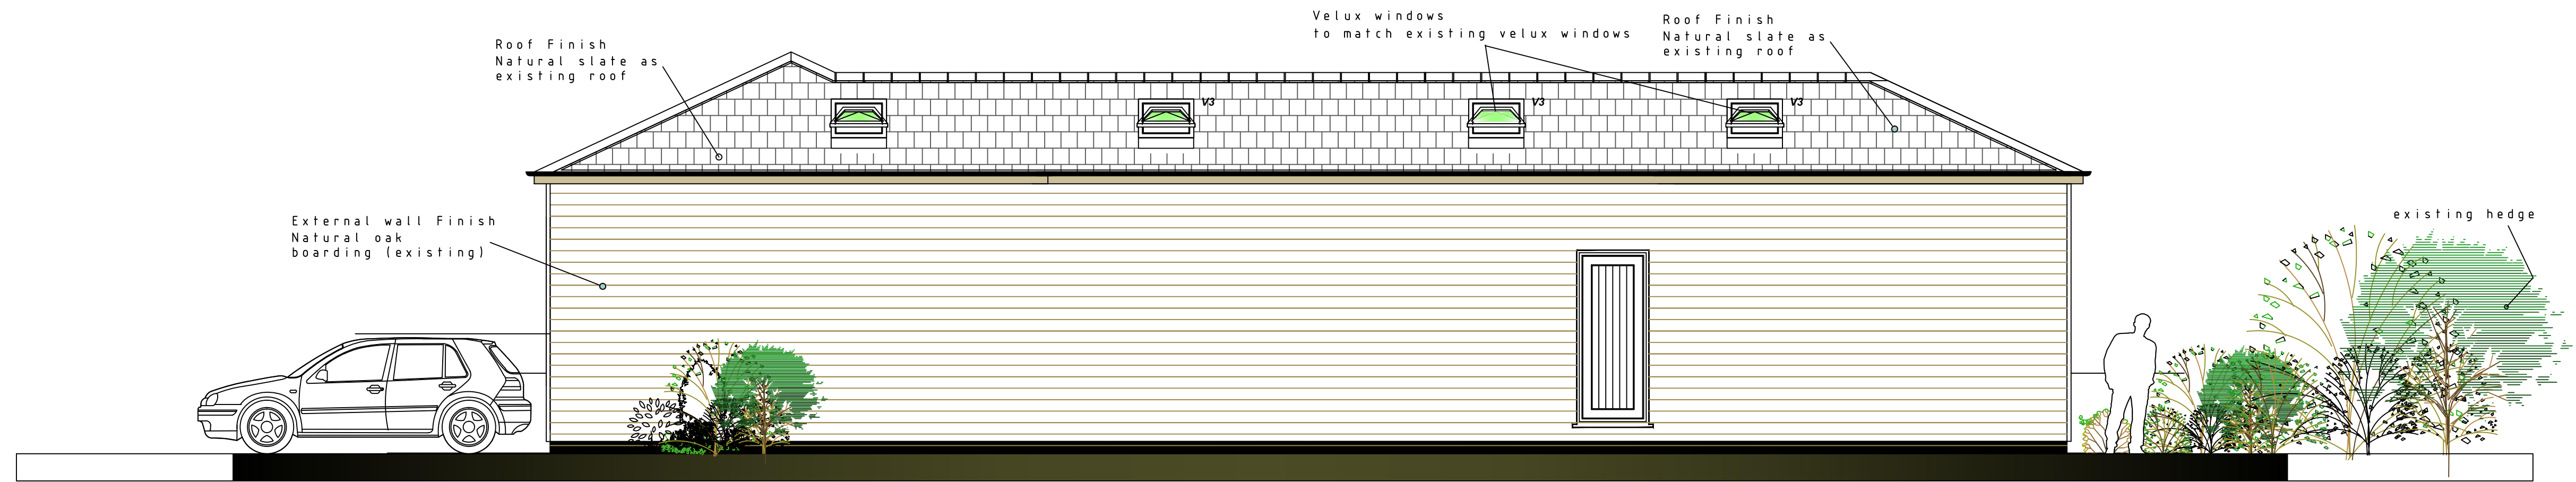 Velux windows
to match existing velux windows
Roof Finish
Natural slate as
existing roof
Roof Finish
Natural slate as
existing roof
V3
V3
V3
External wall Finish
Natural oak
boarding (existing)
existing hedge